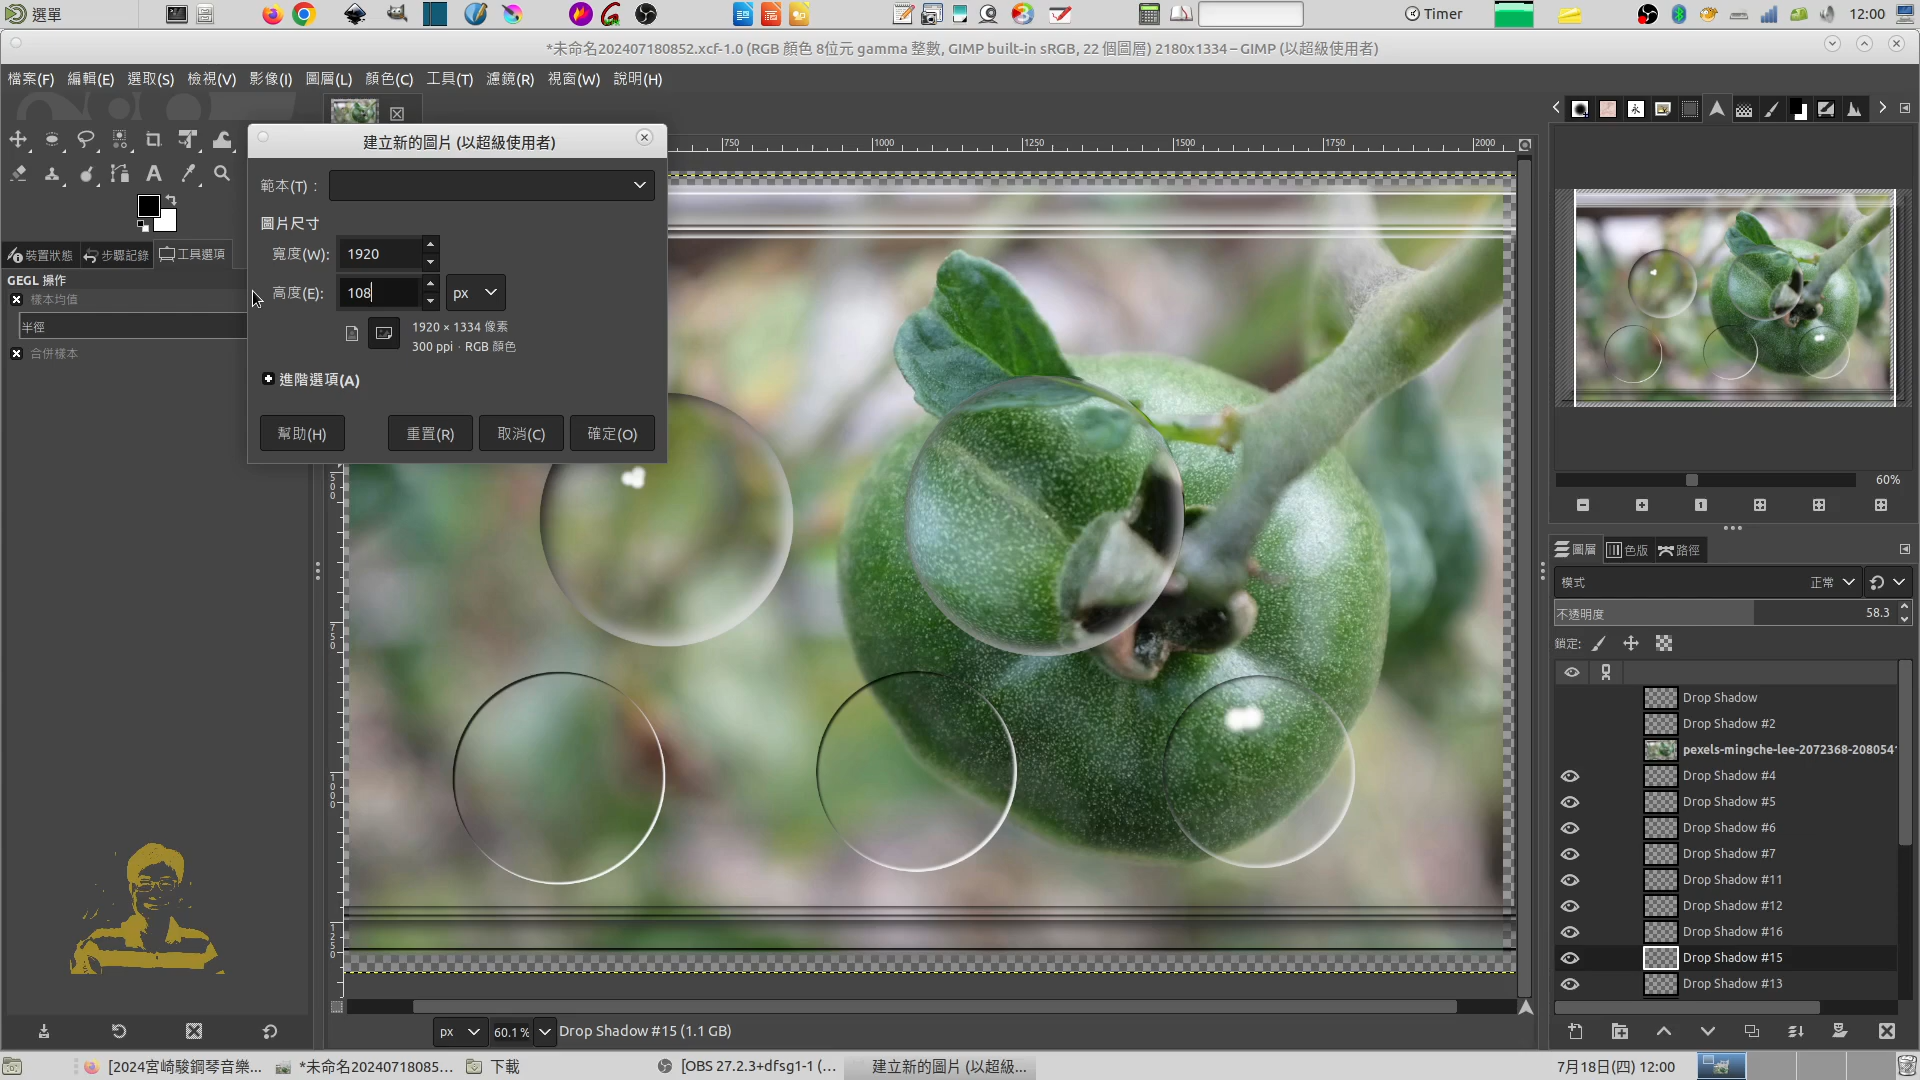 選單
Timer
12:00
*未命名202407180852.xcf-1.0 (RGB 顏色 8位元 gamma 整數, GIMP built-in sRGB, 22 個圖層) 2180x1334 – GIMP (以超級使用者)
檔案(F) 編輯(E) 選取(S) 檢視(V) 影像(I) 圖層(L) 顏色(C) 工具(T) 濾鏡(R) 視窗(W) 說明(H)
建立新的圖片 (以超級使用者)
範本(T) :
圖片尺寸
寬度(W): 1920
高度(E): 108 px
1920 × 1334 像素
300 ppi · RGB 顏色
進階選項(A)
幫助(H) 重置(R) 取消(C) 確定(O)
裝置狀態 步驟記錄 工具選項
GEGL 操作
樣本均值
半徑
合併樣本
750 1000 1250 1500 1750 2000
500
750
1000
1250
60%
圖層 色版 路徑
模式 正常
不透明度 58.3
鎖定:
Drop Shadow
Drop Shadow #2
pexels-mingche-lee-2072368-208054
Drop Shadow #4
Drop Shadow #5
Drop Shadow #6
Drop Shadow #7
Drop Shadow #11
Drop Shadow #12
Drop Shadow #16
Drop Shadow #15
Drop Shadow #13
px 60.1% Drop Shadow #15 (1.1 GB)
[2024宮崎駿鋼琴音樂...
*未命名20240718085...
下載
[OBS 27.2.3+dfsg1-1 (...
建立新的圖片 (以超級...
7月18日(四) 12:00